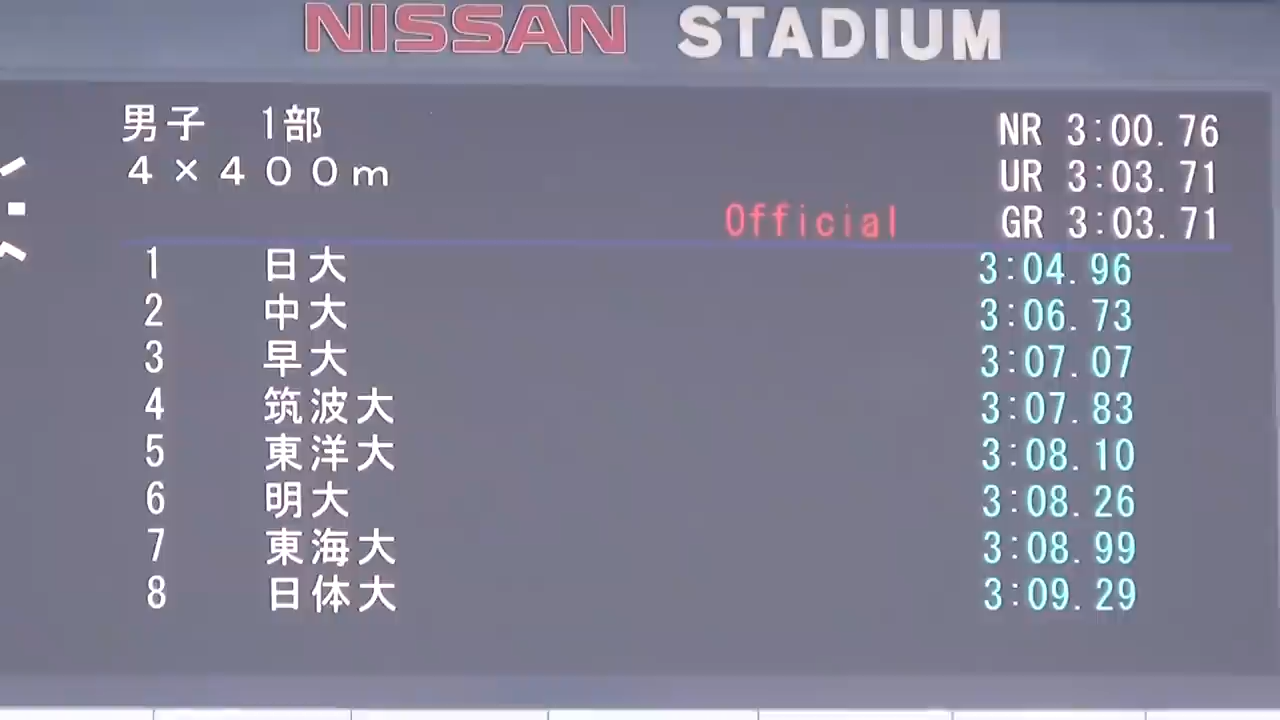 NISSAN STADIUM
男子 1部 NR 3:00.76
４×４００ｍ UR 3:03.71
Official GR 3:03.71
1 日大 3:04.96
2 中大 3:06.73
3 早大 3:07.07
4 筑波大 3:07.83
5 東洋大 3:08.10
6 明大 3:08.26
7 東海大 3:08.99
8 日体大 3:09.29